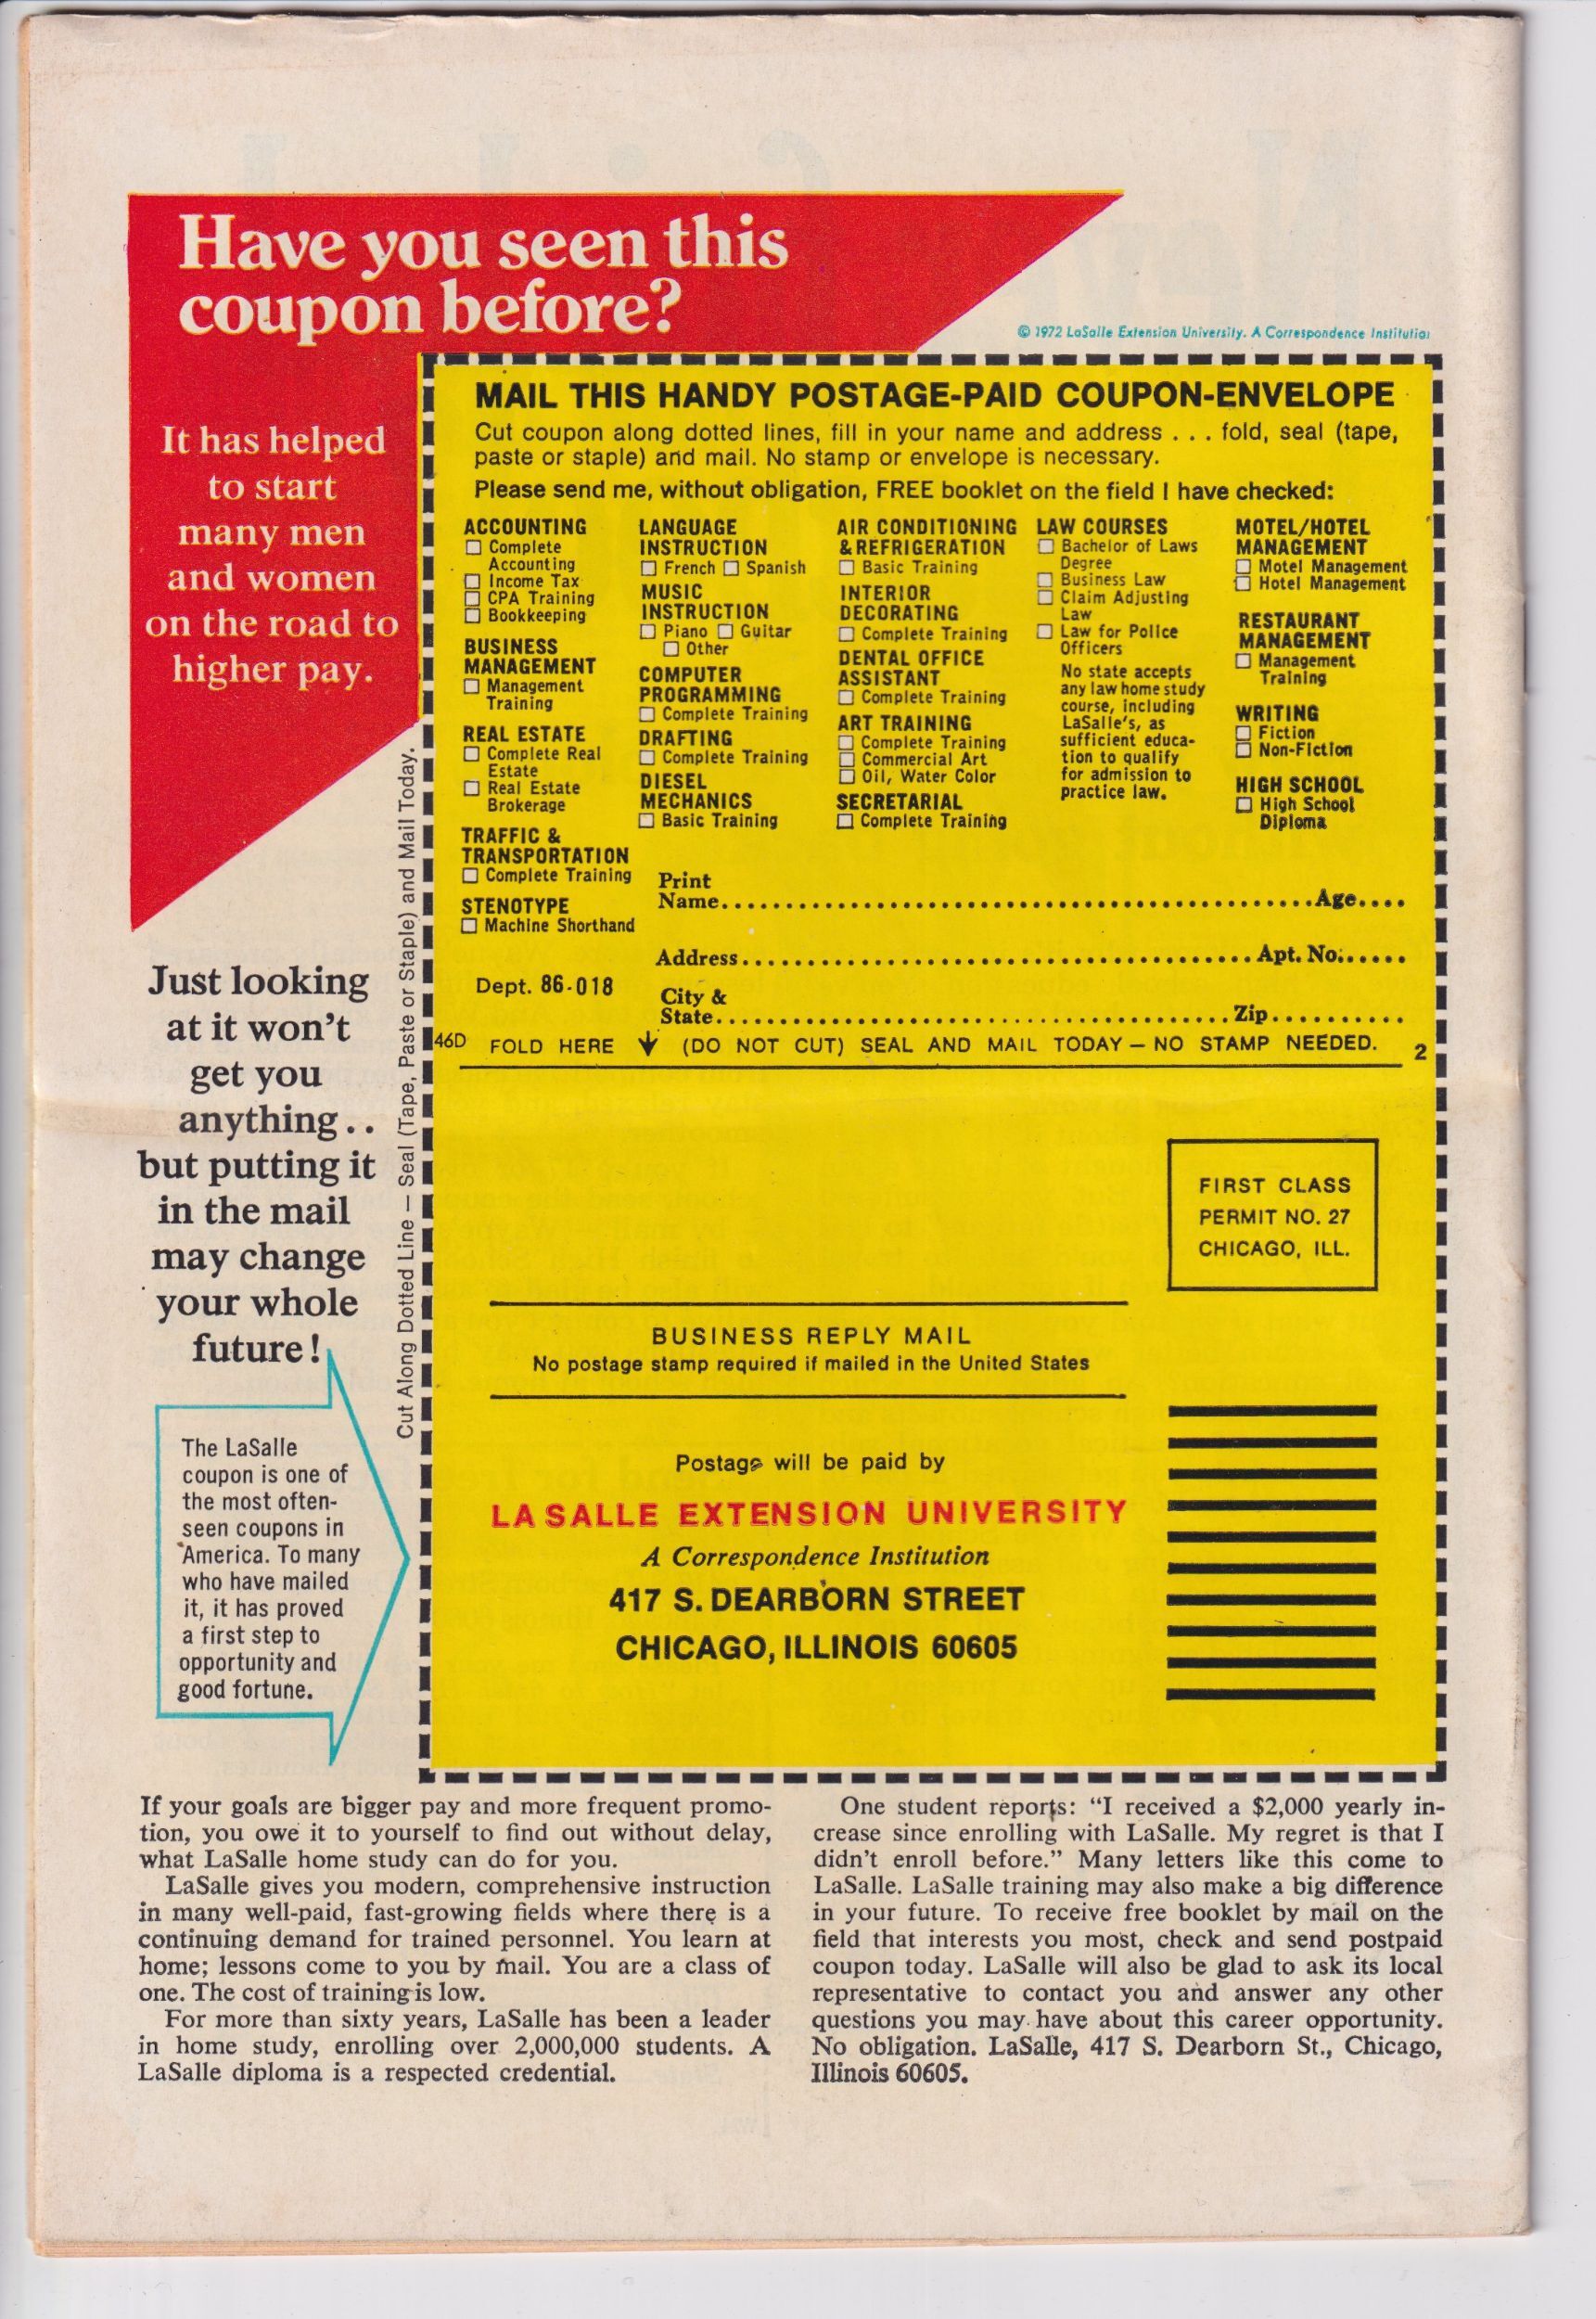 Have you seen this
coupon before?
© 1972 LaSalle Extension University. A Correspondence Institution
It has helped
to start
many men
and women
on the road to
higher pay.
Just looking
at it won't
get you
anything..
but putting it
in the mail
may change
your whole
future!
The LaSalle
coupon is one of
the most often-
seen coupons in
America. To many
who have mailed
it, it has proved
a first step to
opportunity and
good fortune.
Cut Along Dotted Line — Seal (Tape, Paste or Staple) and Mail Today.
MAIL THIS HANDY POSTAGE-PAID COUPON-ENVELOPE
Cut coupon along dotted lines, fill in your name and address . . . fold, seal (tape,
paste or staple) and mail. No stamp or envelope is necessary.
Please send me, without obligation, FREE booklet on the field I have checked:
ACCOUNTING
☐ Complete
Accounting
☐ Income Tax
☐ CPA Training
☐ Bookkeeping
BUSINESS
MANAGEMENT
☐ Management
Training
REAL ESTATE
☐ Complete Real
Estate
☐ Real Estate
Brokerage
TRAFFIC &
TRANSPORTATION
☐ Complete Training
STENOTYPE
☐ Machine Shorthand
LANGUAGE
INSTRUCTION
☐ French ☐ Spanish
MUSIC
INSTRUCTION
☐ Piano ☐ Guitar
☐ Other
COMPUTER
PROGRAMMING
☐ Complete Training
DRAFTING
☐ Complete Training
DIESEL
MECHANICS
☐ Basic Training
AIR CONDITIONING
& REFRIGERATION
☐ Basic Training
INTERIOR
DECORATING
☐ Complete Training
DENTAL OFFICE
ASSISTANT
☐ Complete Training
ART TRAINING
☐ Complete Training
☐ Commercial Art
☐ Oil, Water Color
SECRETARIAL
☐ Complete Training
LAW COURSES
☐ Bachelor of Laws
Degree
☐ Business Law
☐ Claim Adjusting
Law
☐ Law for Police
Officers
No state accepts
any law home study
course, including
LaSalle's, as
sufficient educa-
tion to qualify
for admission to
practice law.
MOTEL/HOTEL
MANAGEMENT
☐ Motel Management
☐ Hotel Management
RESTAURANT
MANAGEMENT
☐ Management
Training
WRITING
☐ Fiction
☐ Non-Fiction
HIGH SCHOOL
☐ High School
Diploma
Print
Name..........Age....
Address..........Apt. No......
Dept. 86-018
City &
State..........Zip..........
46D FOLD HERE ↓ (DO NOT CUT) SEAL AND MAIL TODAY — NO STAMP NEEDED. 2
FIRST CLASS
PERMIT NO. 27
CHICAGO, ILL.
BUSINESS REPLY MAIL
No postage stamp required if mailed in the United States
Postage will be paid by
LA SALLE EXTENSION UNIVERSITY
A Correspondence Institution
417 S. DEARBORN STREET
CHICAGO, ILLINOIS 60605
If your goals are bigger pay and more frequent promo-
tion, you owe it to yourself to find out without delay,
what LaSalle home study can do for you.
LaSalle gives you modern, comprehensive instruction
in many well-paid, fast-growing fields where there is a
continuing demand for trained personnel. You learn at
home; lessons come to you by mail. You are a class of
one. The cost of training is low.
For more than sixty years, LaSalle has been a leader
in home study, enrolling over 2,000,000 students. A
LaSalle diploma is a respected credential.
One student reports: "I received a $2,000 yearly in-
crease since enrolling with LaSalle. My regret is that I
didn't enroll before." Many letters like this come to
LaSalle. LaSalle training may also make a big difference
in your future. To receive free booklet by mail on the
field that interests you most, check and send postpaid
coupon today. LaSalle will also be glad to ask its local
representative to contact you and answer any other
questions you may have about this career opportunity.
No obligation. LaSalle, 417 S. Dearborn St., Chicago,
Illinois 60605.